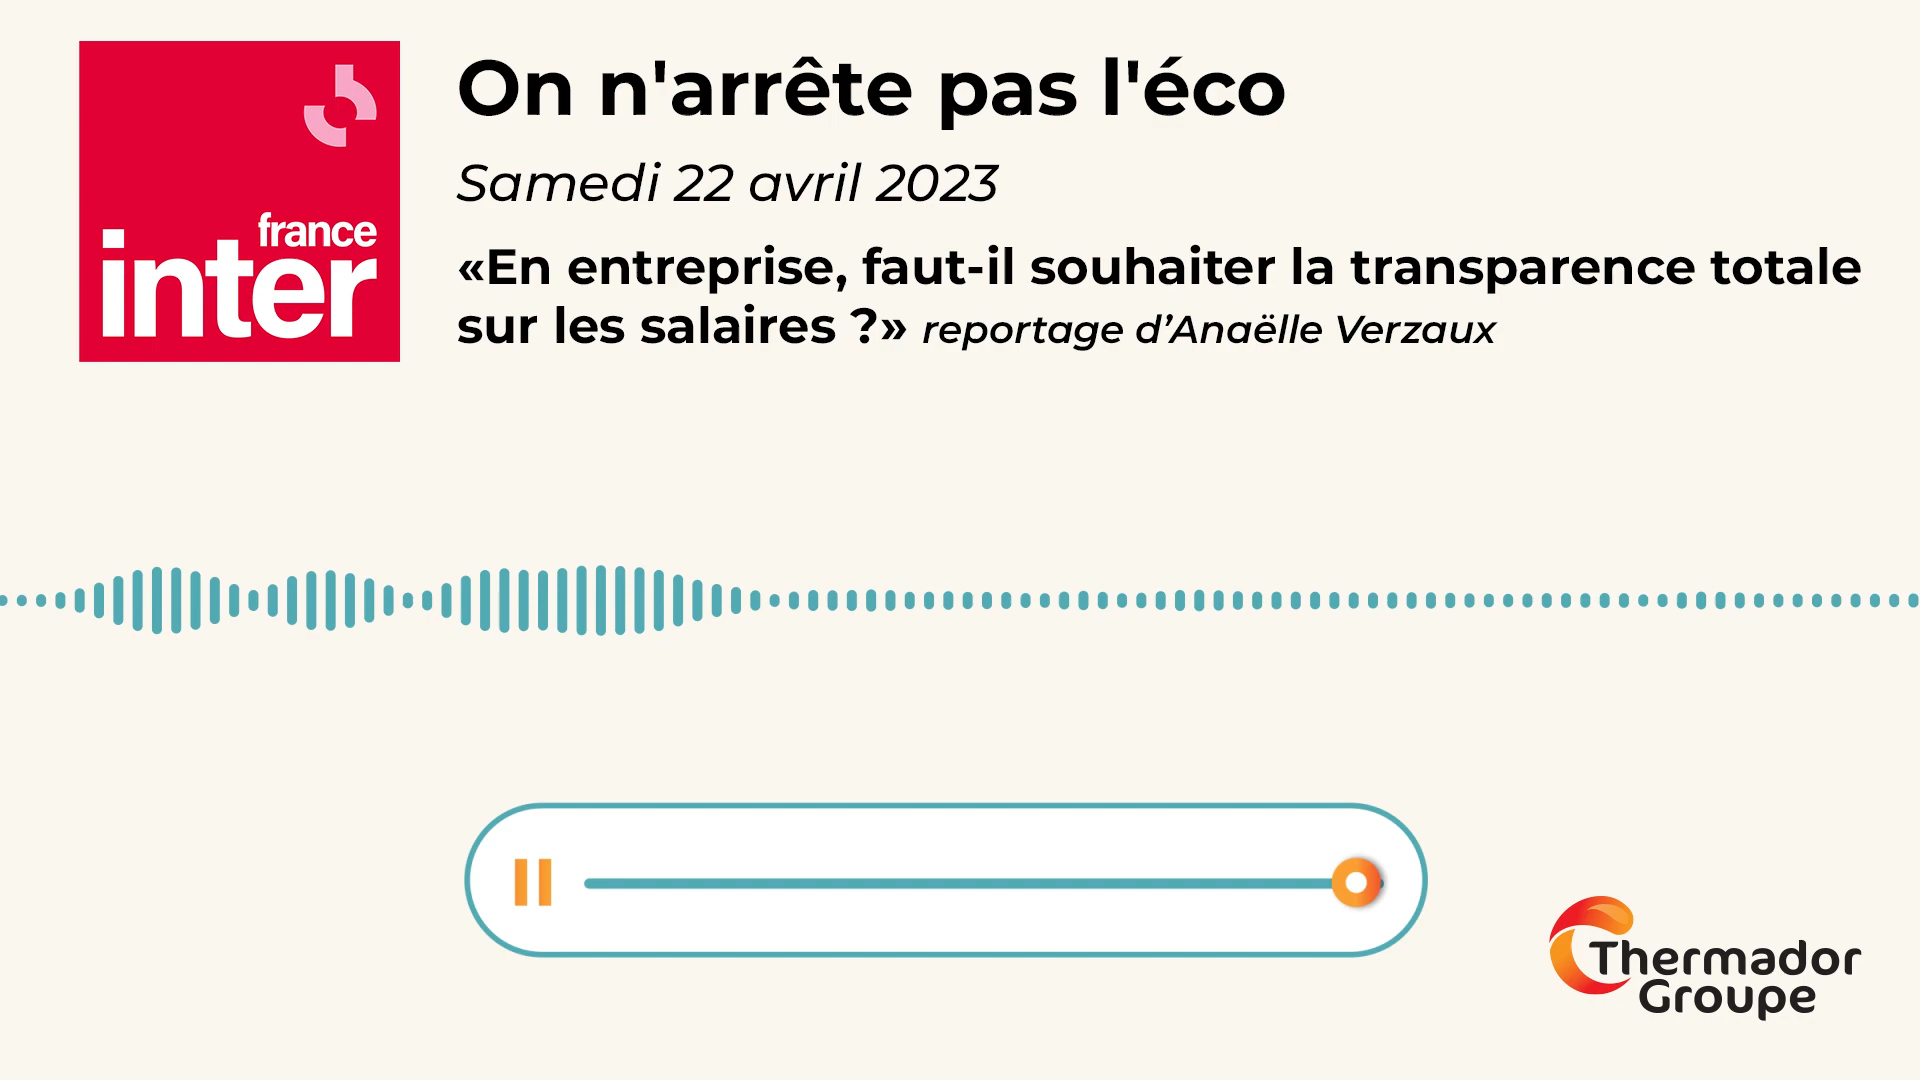 france
inter
On n'arrête pas l'éco
Samedi 22 avril 2023
«En entreprise, faut-il souhaiter la transparence totale
sur les salaires ?» reportage d’Anaëlle Verzaux
Thermador
Groupe